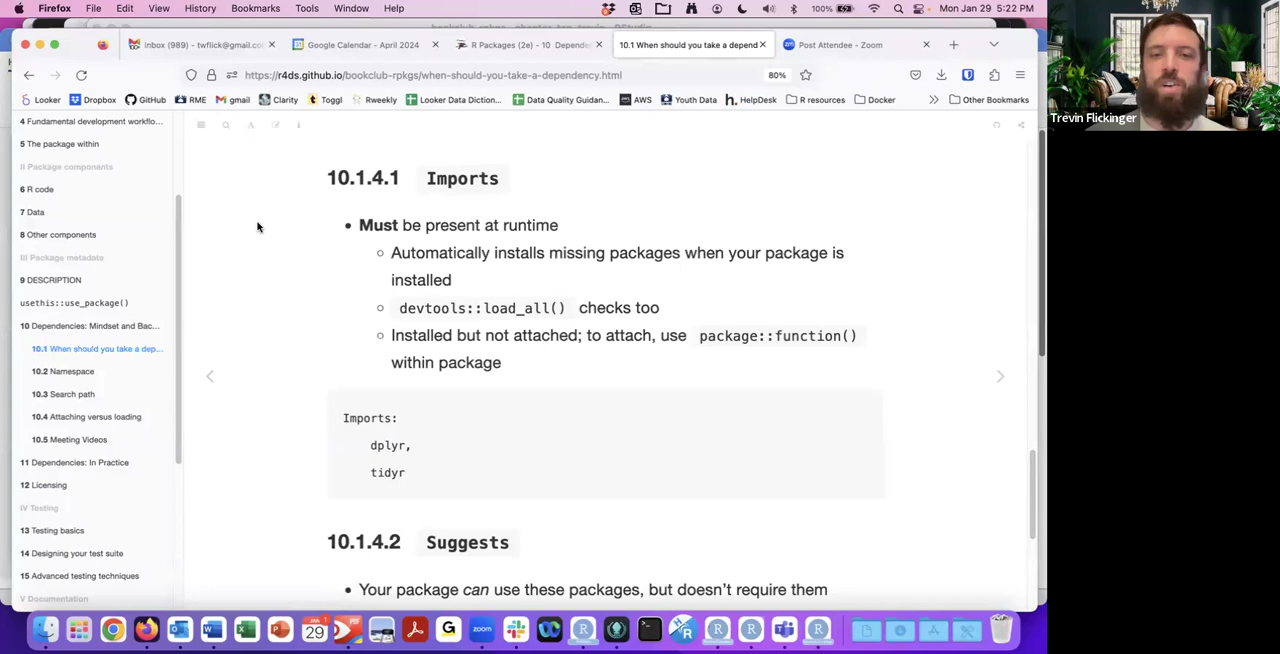 Firefox File Edit View History Bookmarks Tools Window Help 100% Mon Jan 29 5:22 PM
Inbox (989) - twflick@gmail.co Google Calendar - April 2024 R Packages (2e) - 10 Depende 10.1 When should you take a depend Post Attendee - Zoom
https://r4ds.github.io/bookclub-rpkgs/when-should-you-take-a-dependency.html 80%
Looker Dropbox GitHub RME gmail Clarity Toggl Rweekly Looker Data Diction... Data Quality Guidan... AWS Youth Data HelpDesk R resources Docker Other Bookmarks
Trevin Flickinger
4 Fundamental development workflo...
5 The package within
II Package components
6 R code
7 Data
8 Other components
III Package metadata
9 DESCRIPTION
usethis::use_package()
10 Dependencies: Mindset and Bac...
10.1 When should you take a dep...
10.2 Namespace
10.3 Search path
10.4 Attaching versus loading
10.5 Meeting Videos
11 Dependencies: In Practice
12 Licensing
IV Testing
13 Testing basics
14 Designing your test suite
15 Advanced testing techniques
V Documentation
10.1.4.1 Imports
• Must be present at runtime
Automatically installs missing packages when your package is
installed
devtools::load_all() checks too
Installed but not attached; to attach, use package::function()
within package
Imports:
dplyr,
tidyr
10.1.4.2 Suggests
• Your package can use these packages, but doesn't require them
JAN
29
zoom